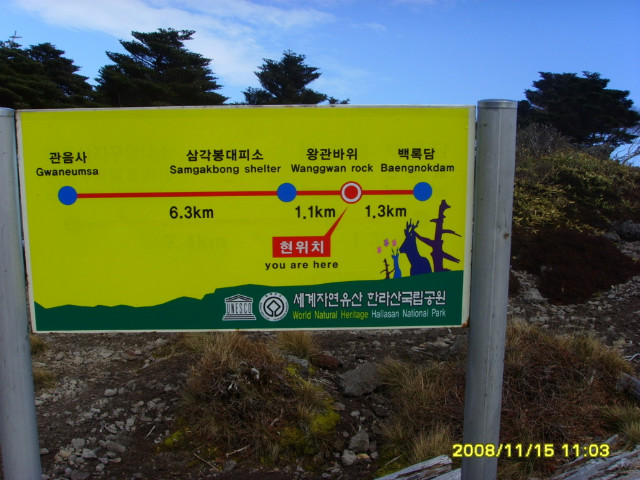 관음사
Gwaneumsa
삼각봉대피소
Samgakbong shelter
왕관바위
Wanggwan rock
백록담
Baengnokdam
6.3km
1.1km
1.3km
현위치
you are here
UNESCO
세계자연유산 한라산국립공원
World Natural Heritage Hallasan National Park
2008/11/15 11:03